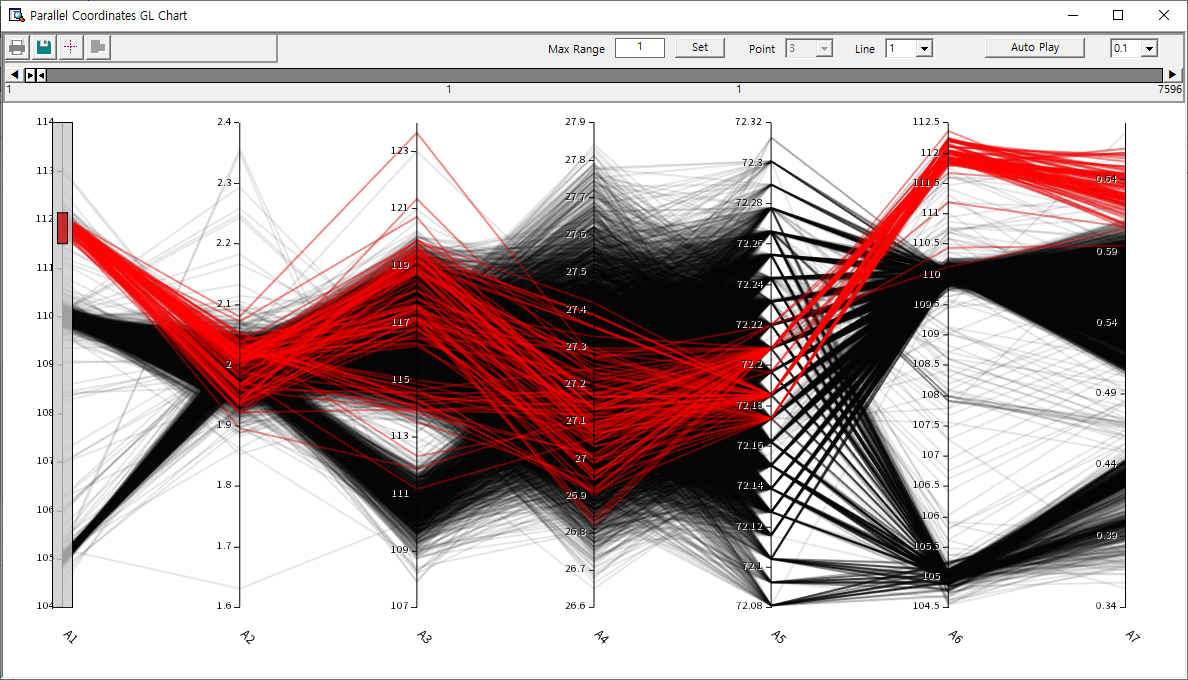 Parallel Coordinates GL Chart
Max Range 1 Set Point 3 Line 1 Auto Play 0.1
1 1 1 7596
114 2.4 27.9 72.32 112.5
123 27.8 72.3 112
113 2.3 27.7 0.64
111.5
112 121 72.28 111
2.2 27.6 72.26 110.5
111 119 27.5 110 0.59
2.1 27.4 72.24 109.5
110 117 72.22 109 0.54
109 2 27.3 72.2 108.5
115 27.2 108 0.49
108 1.9 27.1 72.18 107.5
113 72.16
107 27 107 0.44
1.8 111 26.9 72.14 106.5
106 26.8 72.12 106 0.39
105 1.7 109 26.7 72.1 105.5
105
104 1.6 107 26.6 72.08 104.5 0.34
A1 A2 A3 A4 A5 A6 A7